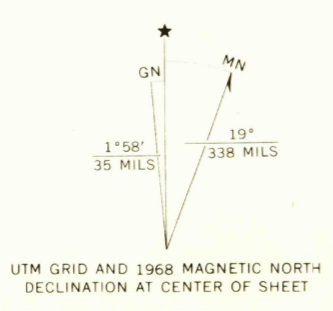 GN
MN
1°58'
35 MILS
19°
338 MILS
UTM GRID AND 1968 MAGNETIC NORTH
DECLINATION AT CENTER OF SHEET